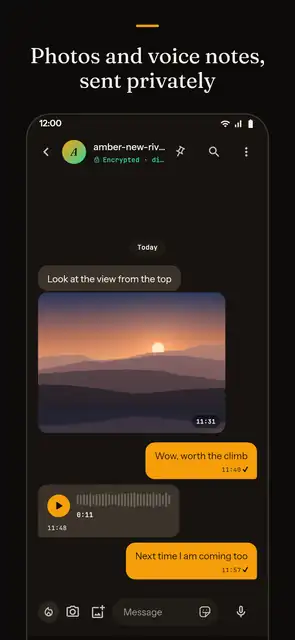 Photos and voice notes,
sent privately
12:00
A
amber-new-riv...
Encrypted · di...
Today
Look at the view from the top
11:31
Wow, worth the climb
11:40 ✔
0:11
11:48
Next time I am coming too
11:57 ✔
Message